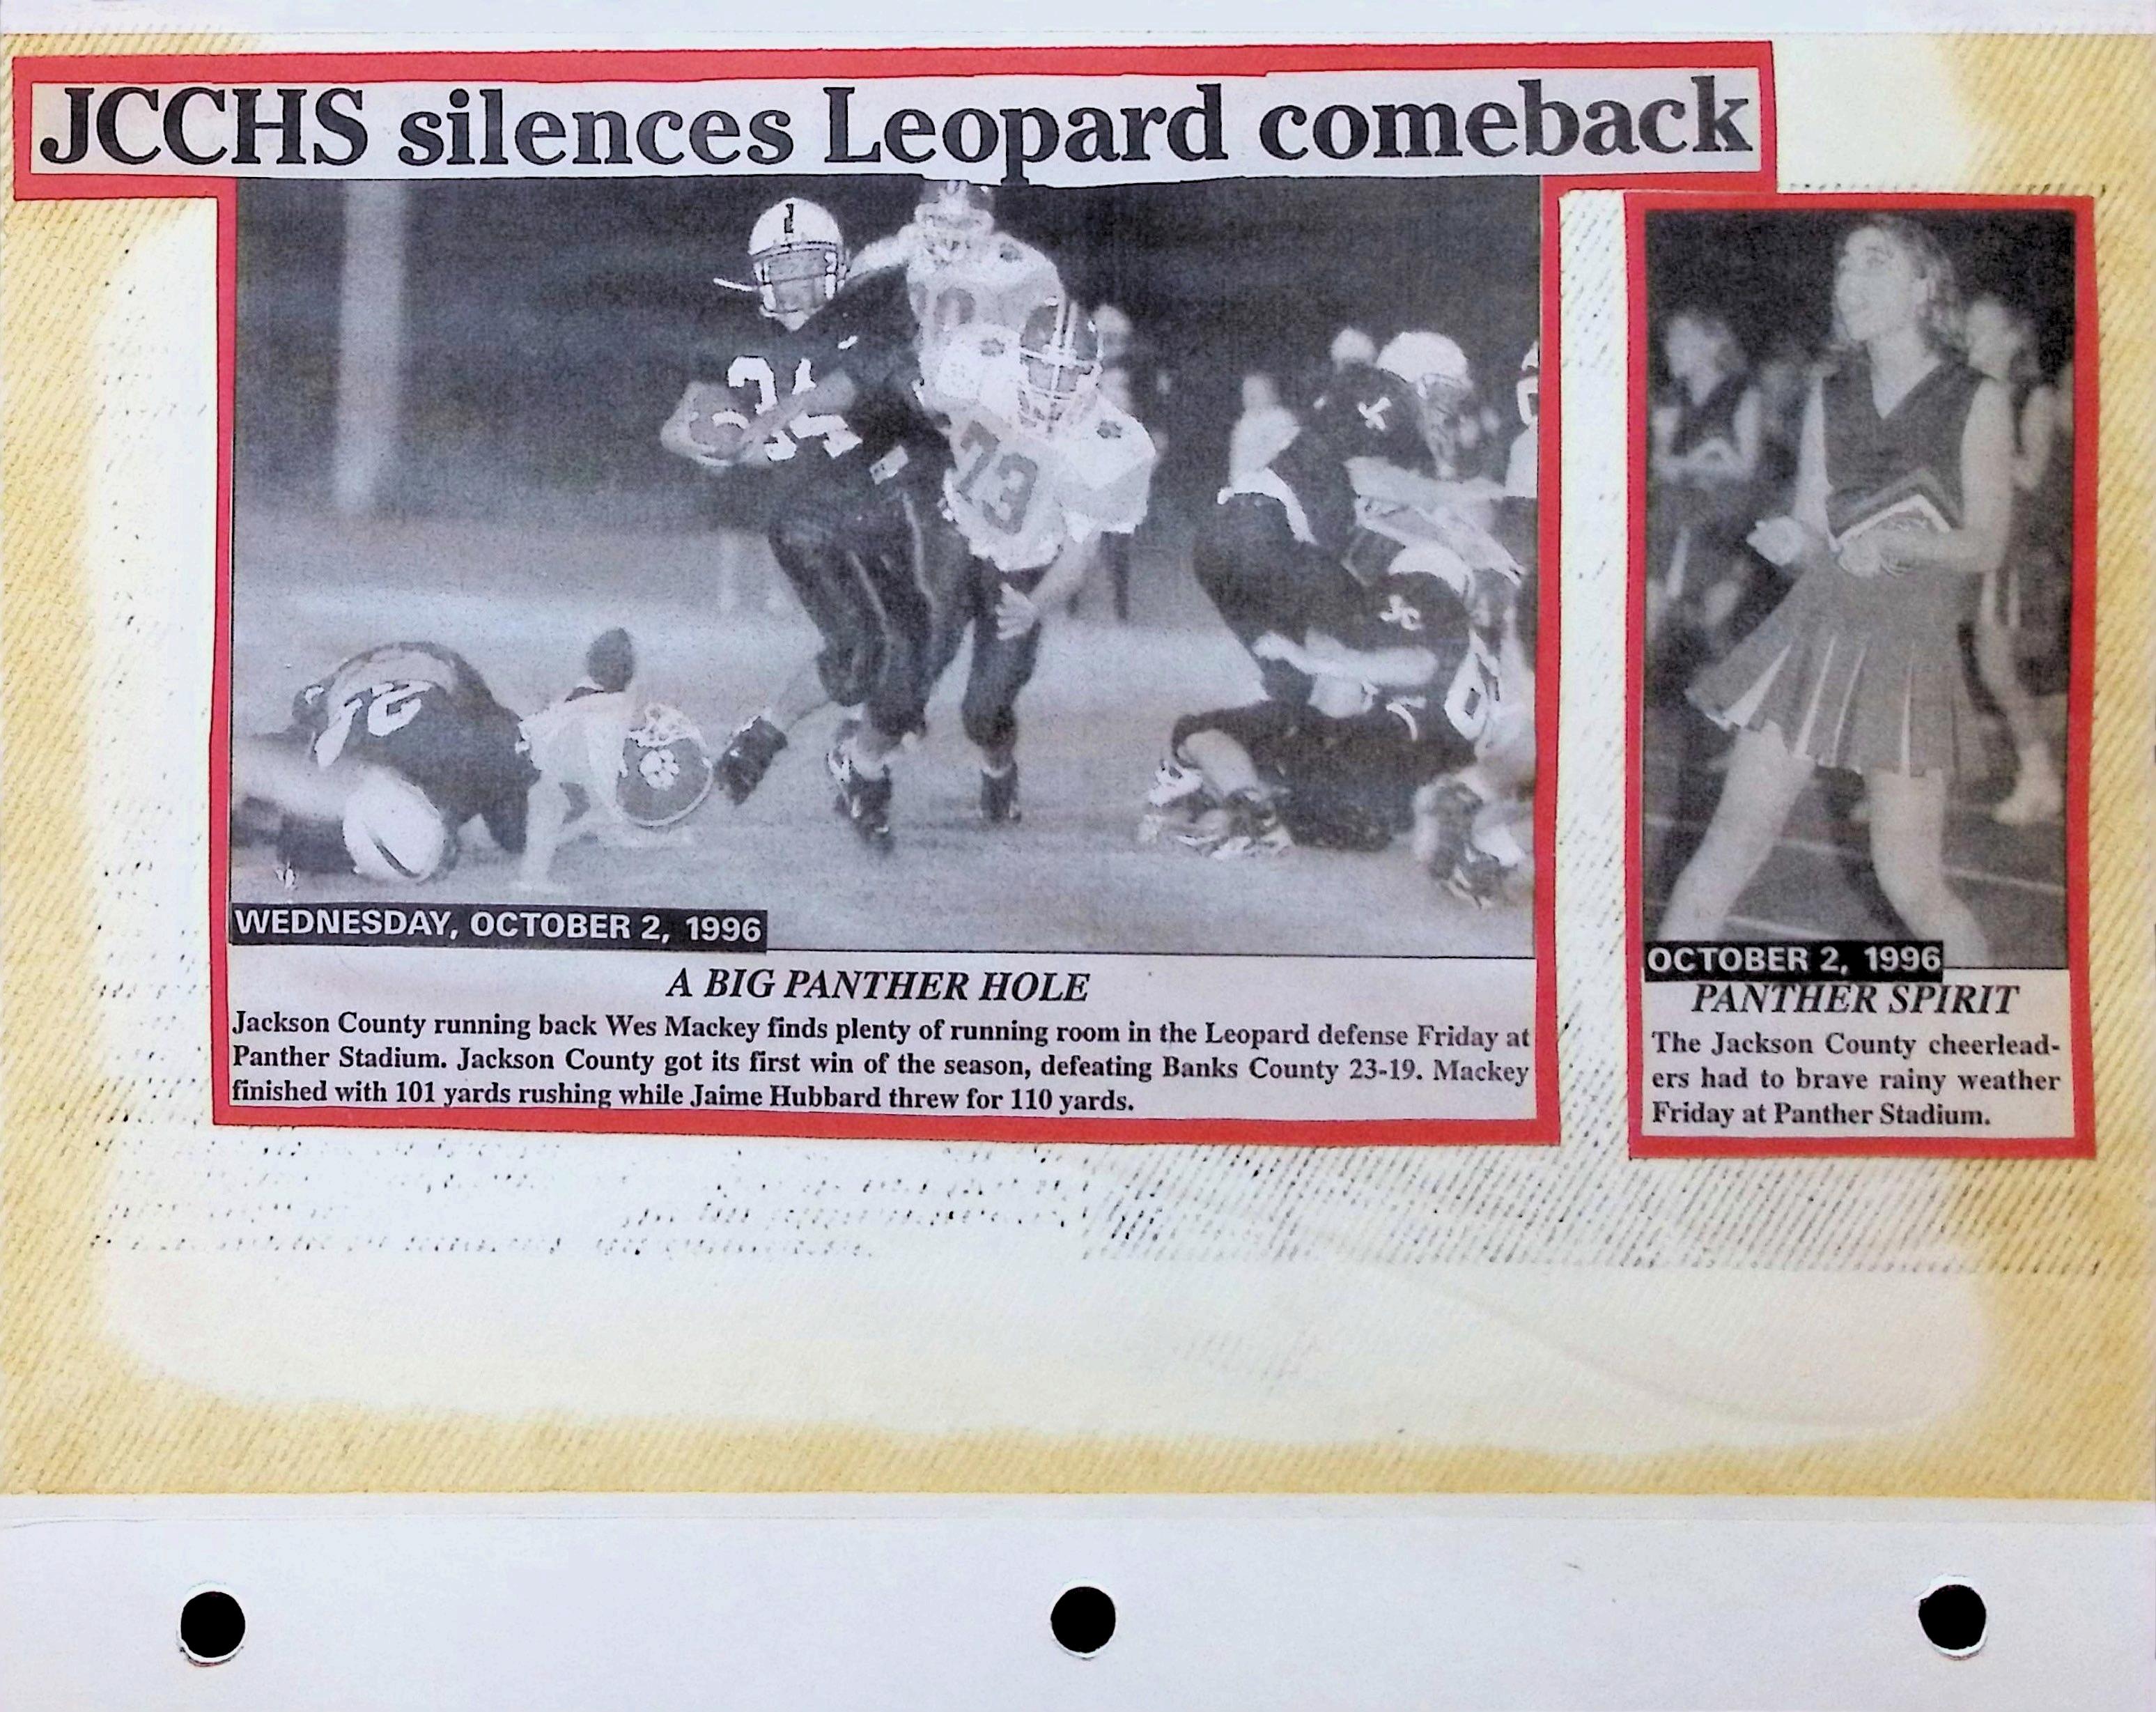 JCCHS silences Leopard comeback
73
WEDNESDAY, OCTOBER 2, 1996
A BIG PANTHER HOLE
Jackson County running back Wes Mackey finds plenty of running room in the Leopard defense Friday at
Panther Stadium. Jackson County got its first win of the season, defeating Banks County 23-19. Mackey
finished with 101 yards rushing while Jaime Hubbard threw for 110 yards.
OCTOBER 2, 1996
PANTHER SPIRIT
The Jackson County cheerlead-
ers had to brave rainy weather
Friday at Panther Stadium.